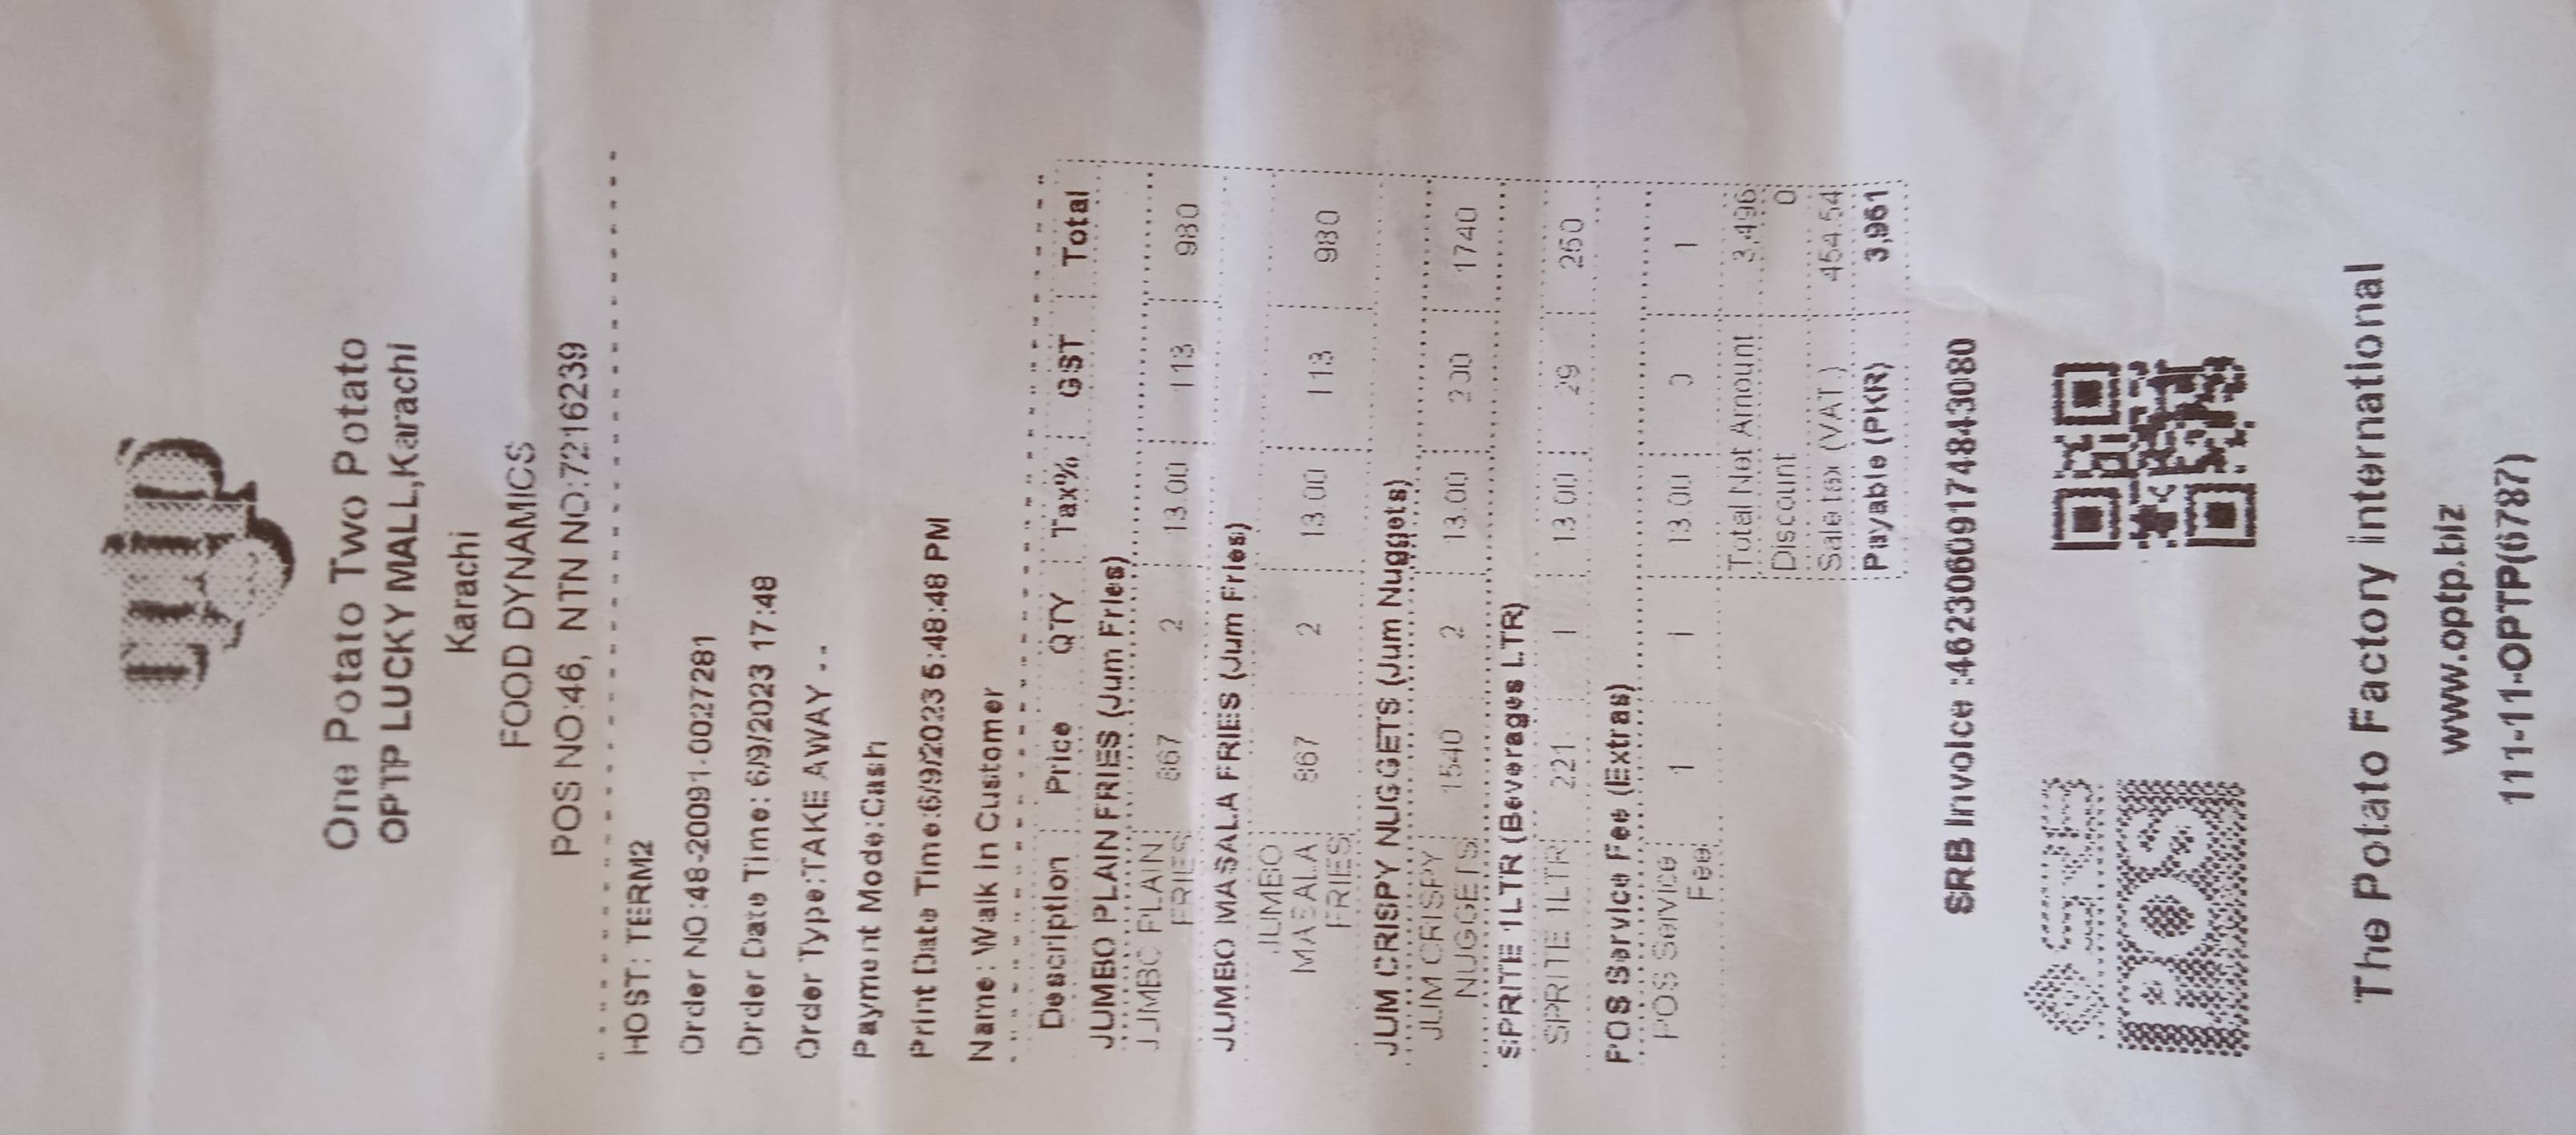 One Potato Two Potato
OPTP LUCKY MALL,Karachi
Karachi
FOOD DYNAMICS
POS NO:46, NTN NO:7216239
HOST: TERM2
Order NO:48-20091-0027281
Order Date Time: 6/9/2023 17:48
Order Type:TAKE AWAY - -
Payment Mode:Cash
Print Date Time:6/9/2023 5:48:48 PM
Name: Walk In Customer
Description Price QTY Tax% GST Total
JUMBO PLAIN FRIES (Jum Fries)
JUMBO PLAIN 867 2 13.00 113 980
FRIES
JUMBO MASALA FRIES (Jum Fries)
JUMBO
MASALA 867 2 13.00 113 980
FRIES
JUM CRISPY NUGGETS (Jum Nuggets)
JUM CRISPY 1540 2 13.00 200 1740
NUGGETS
SPRITE 1LTR (Beverages LTR)
SPRITE 1LTR 221 1 13.00 29 250
POS Service Fee (Extras)
POS Service 1 1 13.00 0 1
Fee
Total Net Amount 3,496
Discount 0
Sale tax (VAT.) 454.54
Payable (PKR) 3,961
SRB Invoice :46230609174843080
POS
The Potato Factory international
www.optp.biz
111-11-OPTP(6787)